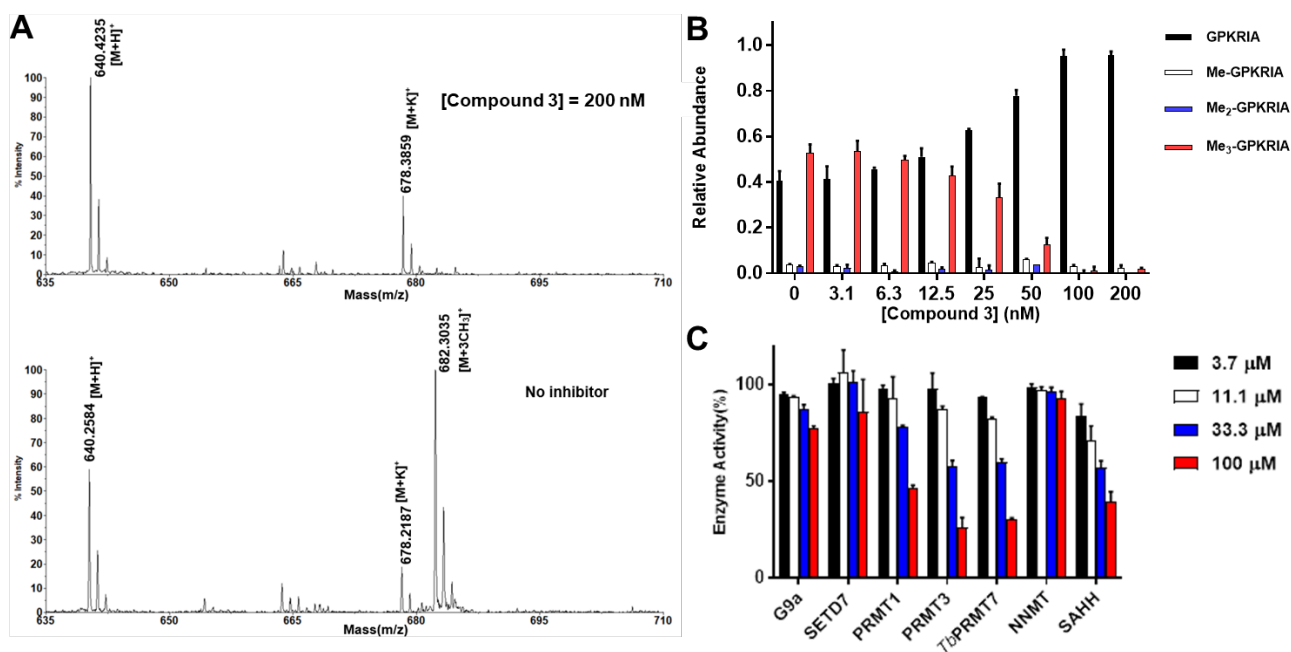 A
640.4235
[M+H]+
[Compound 3] = 200 nM
678.3859
[M+K]+
% Intensity
100
90
80
70
60
50
40
30
20
10
0
635
650
665
680
695
710
Mass(m/z)
682.3035
[M+3CH₃]+
No inhibitor
640.2584
[M+H]+
678.2187
[M+K]+
% Intensity
100
90
80
70
60
50
40
30
20
10
0
635
650
665
680
695
710
Mass(m/z)
B
Relative Abundance
1.0
0.8
0.6
0.4
0.2
0.0
0
3.1
6.3
12.5
25
50
100
200
[Compound 3] (nM)
GPKRIA
Me-GPKRIA
Me₂-GPKRIA
Me₃-GPKRIA
C
Enzyme Activity(%)
100
50
0
G9a
SETD7
PRMT1
PRMT3
TbPRMT7
NNMT
SAHH
3.7 μM
11.1 μM
33.3 μM
100 μM